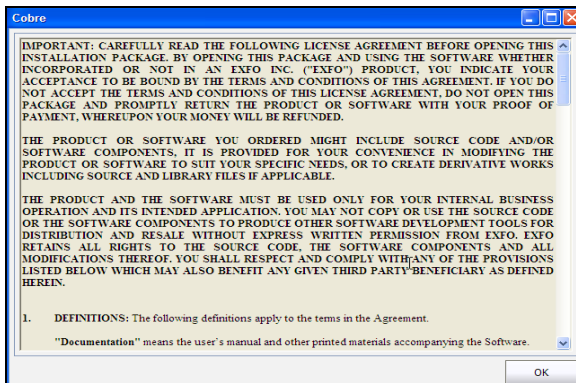 Cobre
IMPORTANT: CAREFULLY READ THE FOLLOWING LICENSE AGREEMENT BEFORE OPENING THIS
INSTALLATION PACKAGE. BY OPENING THIS PACKAGE AND USING THE SOFTWARE WHETHER
INCORPORATED OR NOT IN AN EXFO INC. ("EXFO") PRODUCT, YOU INDICATE YOUR
ACCEPTANCE TO BE BOUND BY THE TERMS AND CONDITIONS OF THIS AGREEMENT. IF YOU DO
NOT ACCEPT THE TERMS AND CONDITIONS OF THIS LICENSE AGREEMENT, DO NOT OPEN THIS
PACKAGE AND PROMPTLY RETURN THE PRODUCT OR SOFTWARE WITH YOUR PROOF OF
PAYMENT, WHEREUPON YOUR MONEY WILL BE REFUNDED.
THE PRODUCT OR SOFTWARE YOU ORDERED MIGHT INCLUDE SOURCE CODE AND/OR
SOFTWARE COMPONENTS, IT IS PROVIDED FOR YOUR CONVENIENCE IN MODIFYING THE
PRODUCT OR SOFTWARE TO SUIT YOUR SPECIFIC NEEDS, OR TO CREATE DERIVATIVE WORKS
INCLUDING SOURCE AND LIBRARY FILES IF APPLICABLE.
THE PRODUCT AND THE SOFTWARE MUST BE USED ONLY FOR YOUR INTERNAL BUSINESS
OPERATION AND ITS INTENDED APPLICATION. YOU MAY NOT COPY OR USE THE SOURCE CODE
OR THE SOFTWARE COMPONENTS TO PRODUCE OTHER SOFTWARE DEVELOPMENT TOOLS FOR
DISTRIBUTION AND RESALE WITHOUT EXPRESS WRITTEN PERMISSION FROM EXFO. EXFO
RETAINS ALL RIGHTS TO THE SOURCE CODE, THE SOFTWARE COMPONENTS AND ALL
MODIFICATIONS THEREOF. YOU SHALL RESPECT AND COMPLY WITH ANY OF THE PROVISIONS
LISTED BELOW WHICH MAY ALSO BENEFIT ANY GIVEN THIRD PARTY BENEFICIARY AS DEFINED
HEREIN.
1. DEFINITIONS: The following definitions apply to the terms in the Agreement.
"Documentation" means the user's manual and other printed materials accompanying the Software.
OK